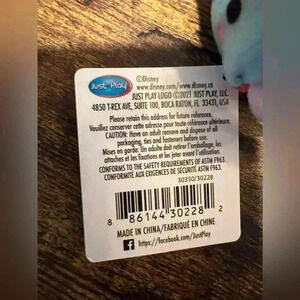 Just Play
©Disney
www.disney.com/www.disney.co
JUST PLAY LOGO ©2021 JUST PLAY, LLC.
4850 T-REX AVE, SUITE 100, BOCA RATON, FL 33431, USA
Please retain this address for future reference.
Veuillez conserver cette adresse pour toute référence ultérieure.
CAUTION: Have an adult remove and dispose of all
packaging, ties and fasteners before use.
Mises en garde. Un adulte doit retirer l'emballage, les
attaches et les fixations et les jeter avant l'utilisation.
CONFORMS TO THE SAFETY REQUIREMENTS OF ASTM F963.
CONFORMITÉ AUX EXIGENCES DE SÉCURITÉ ASTM F963.
30350/30228
8 86144 30228 2
MADE IN CHINA/FABRIQUÉ EN CHINE
https://facebook.com/JustPlay